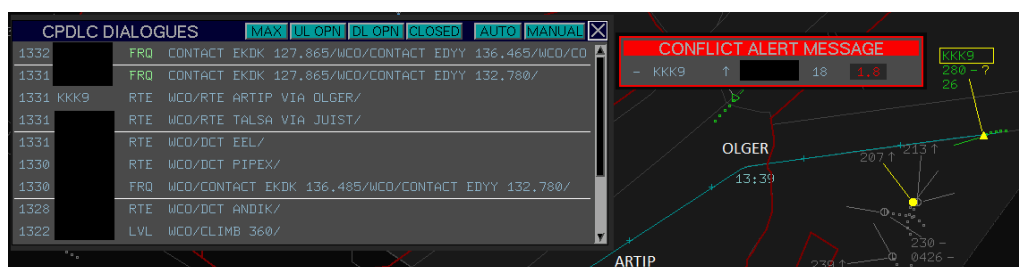 CPDLC DIALOGUES MAX UL OPN DL OPN CLOSED AUTO MANUAL
1332 FRQ CONTACT EKDK 127.865/WCO/CONTACT EDYY 136.465/WCO/CO
1331 FRQ CONTACT EKDK 127.865/WCO/CONTACT EDYY 132.780/
1331 KKK9 RTE WCO/RTE ARTIP VIA OLGER/
1331 RTE WCO/RTE TALSA VIA JUIST/
1331 RTE WCO/DCT EEL/
1330 RTE WCO/DCT PIPEX/
1330 FRQ WCO/CONTACT EKDK 136.485/WCO/CONTACT EDYY 132.780/
1328 RTE WCO/DCT ANDIK/
1322 LVL WCO/CLIMB 360/
CONFLICT ALERT MESSAGE
- KKK9 ↑ 18 1.8
KKK9
280 - ?
26
OLGER
13:39
207↑ 213↑
230 -
239↑ 0426 -
ARTIP